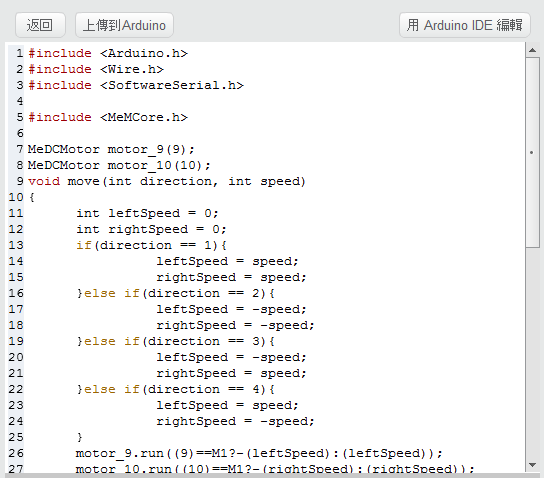 返回 上傳到Arduino 用 Arduino IDE 編輯
1 #include <Arduino.h>
2 #include <Wire.h>
3 #include <SoftwareSerial.h>
4
5 #include <MeMCore.h>
6
7 MeDCMotor motor_9(9);
8 MeDCMotor motor_10(10);
9 void move(int direction, int speed)
10 {
11 int leftSpeed = 0;
12 int rightSpeed = 0;
13 if(direction == 1){
14 leftSpeed = speed;
15 rightSpeed = speed;
16 }else if(direction == 2){
17 leftSpeed = -speed;
18 rightSpeed = -speed;
19 }else if(direction == 3){
20 leftSpeed = -speed;
21 rightSpeed = speed;
22 }else if(direction == 4){
23 leftSpeed = speed;
24 rightSpeed = -speed;
25 }
26 motor_9.run((9)==M1?-(leftSpeed):(leftSpeed));
27 motor_10.run((10)==M1?-(rightSpeed):(rightSpeed));